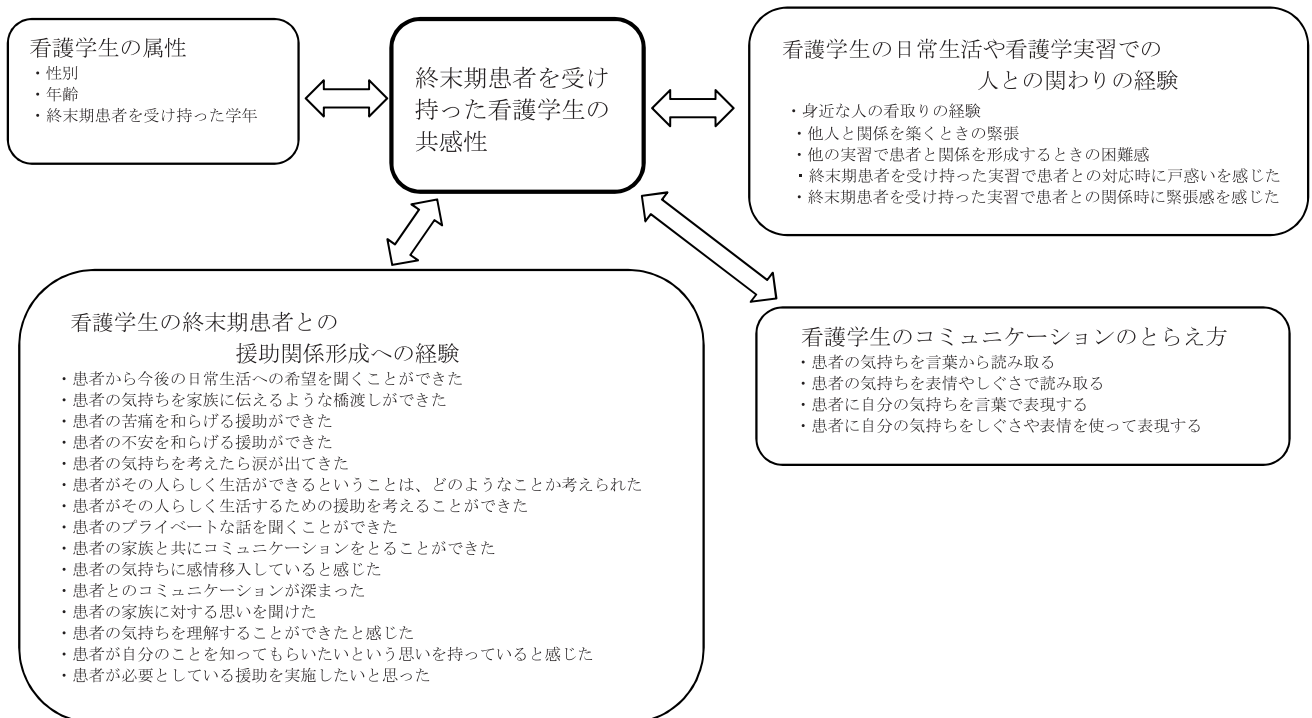 看護学生の属性
・性別
・年齢
・終末期患者を受け持った学年
終末期患者を受け
持った看護学生の
共感性
看護学生の日常生活や看護学実習での
人との関わりの経験
・身近な人の看取りの経験
・他人と関係を築くときの緊張
・他の実習で患者と関係を形成するときの困難感
・終末期患者を受け持った実習で患者との対応時に戸惑いを感じた
・終末期患者を受け持った実習で患者との関係時に緊張感を感じた
看護学生の終末期患者との
援助関係形成への経験
・患者から今後の日常生活への希望を聞くことができた
・患者の気持ちを家族に伝えるような橋渡しができた
・患者の苦痛を和らげる援助ができた
・患者の不安を和らげる援助ができた
・患者の気持ちを考えたら涙が出てきた
・患者がその人らしく生活ができるということは、どのようなことか考えられた
・患者がその人らしく生活するための援助を考えることができた
・患者のプライベートな話を聞くことができた
・患者の家族と共にコミュニケーションをとることができた
・患者の気持ちに感情移入していると感じた
・患者とのコミュニケーションが深まった
・患者の家族に対する思いを聞けた
・患者の気持ちを理解することができたと感じた
・患者が自分のことを知ってもらいたいという思いを持っていると感じた
・患者が必要としている援助を実施したいと思った
看護学生のコミュニケーションのとらえ方
・患者の気持ちを言葉から読み取る
・患者の気持ちを表情やしぐさで読み取る
・患者に自分の気持ちを言葉で表現する
・患者に自分の気持ちをしぐさや表情を使って表現する